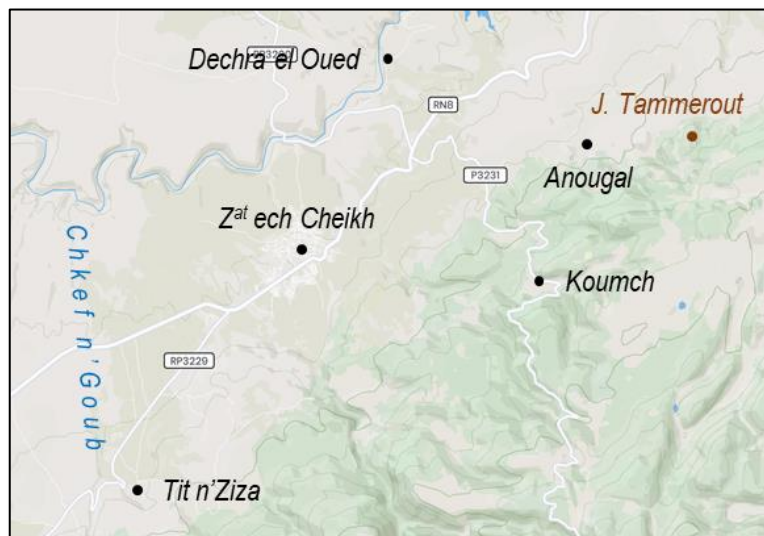 Dechra el Oued
RN8
J. Tammerout
Anougal
P3231
Zat ech Cheikh
Koumch
Chkef n'Goub
RP3229
Tit n'Ziza